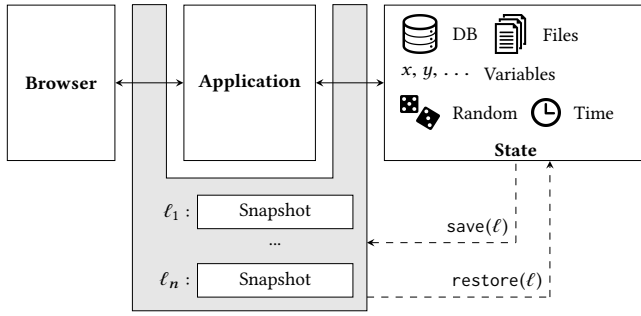 DB
Files
x, y, . . . Variables
Browser
Application
Random
Time
State
ℓ1 :
Snapshot
save(ℓ)
...
ℓn :
Snapshot
restore(ℓ)